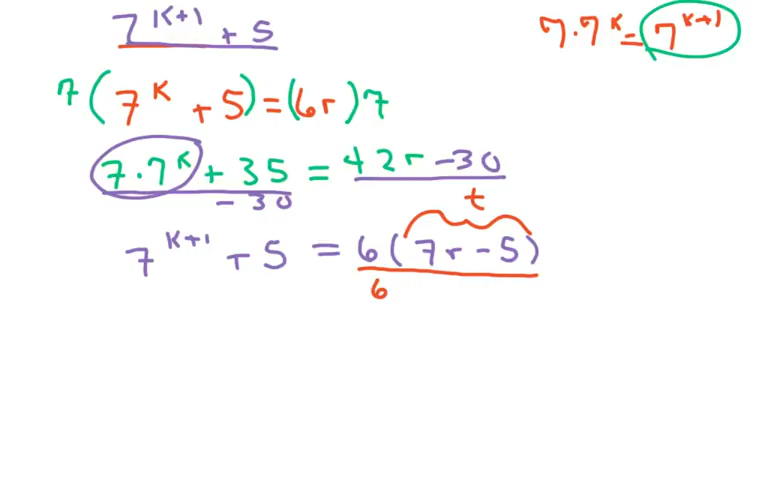 7^(k+1) + 5
7·7^k = 7^(k+1)
7(7^k + 5) = (6r)7
7·7^k + 35 = 42r - 30
- 30
t
7^(k+1) + 5 = 6(7r - 5)
6